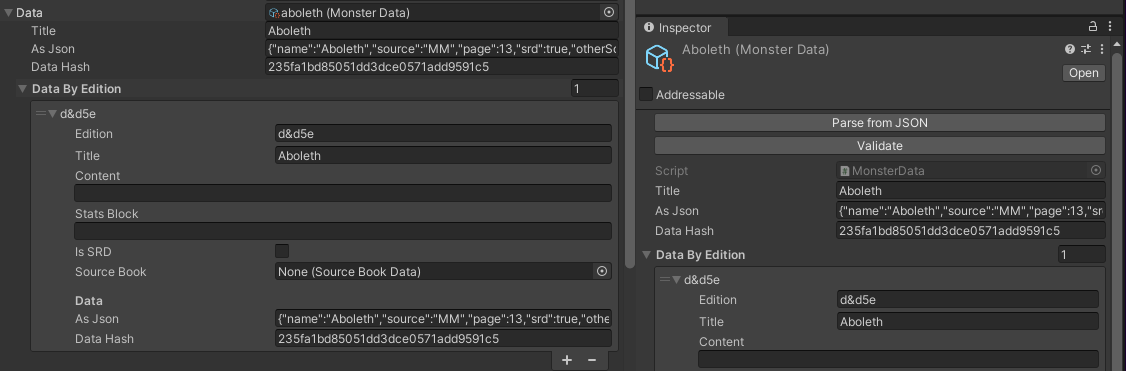 Data
aboleth (Monster Data)
Title
Aboleth
As Json
{"name":"Aboleth","source":"MM","page":13,"srd":true,"otherSo
Data Hash
235fa1bd85051dd3dce0571add9591c5
Data By Edition
1
d&d5e
Edition
d&d5e
Title
Aboleth
Content
Stats Block
Is SRD
Source Book
None (Source Book Data)
Data
As Json
{"name":"Aboleth","source":"MM","page":13,"srd":true,"othe
Data Hash
235fa1bd85051dd3dce0571add9591c5
+ −
Inspector
Aboleth (Monster Data)
Open
Addressable
Parse from JSON
Validate
Script
MonsterData
Title
Aboleth
As Json
{"name":"Aboleth","source":"MM","page":13,"sr
Data Hash
235fa1bd85051dd3dce0571add9591c5
Data By Edition
1
d&d5e
Edition
d&d5e
Title
Aboleth
Content